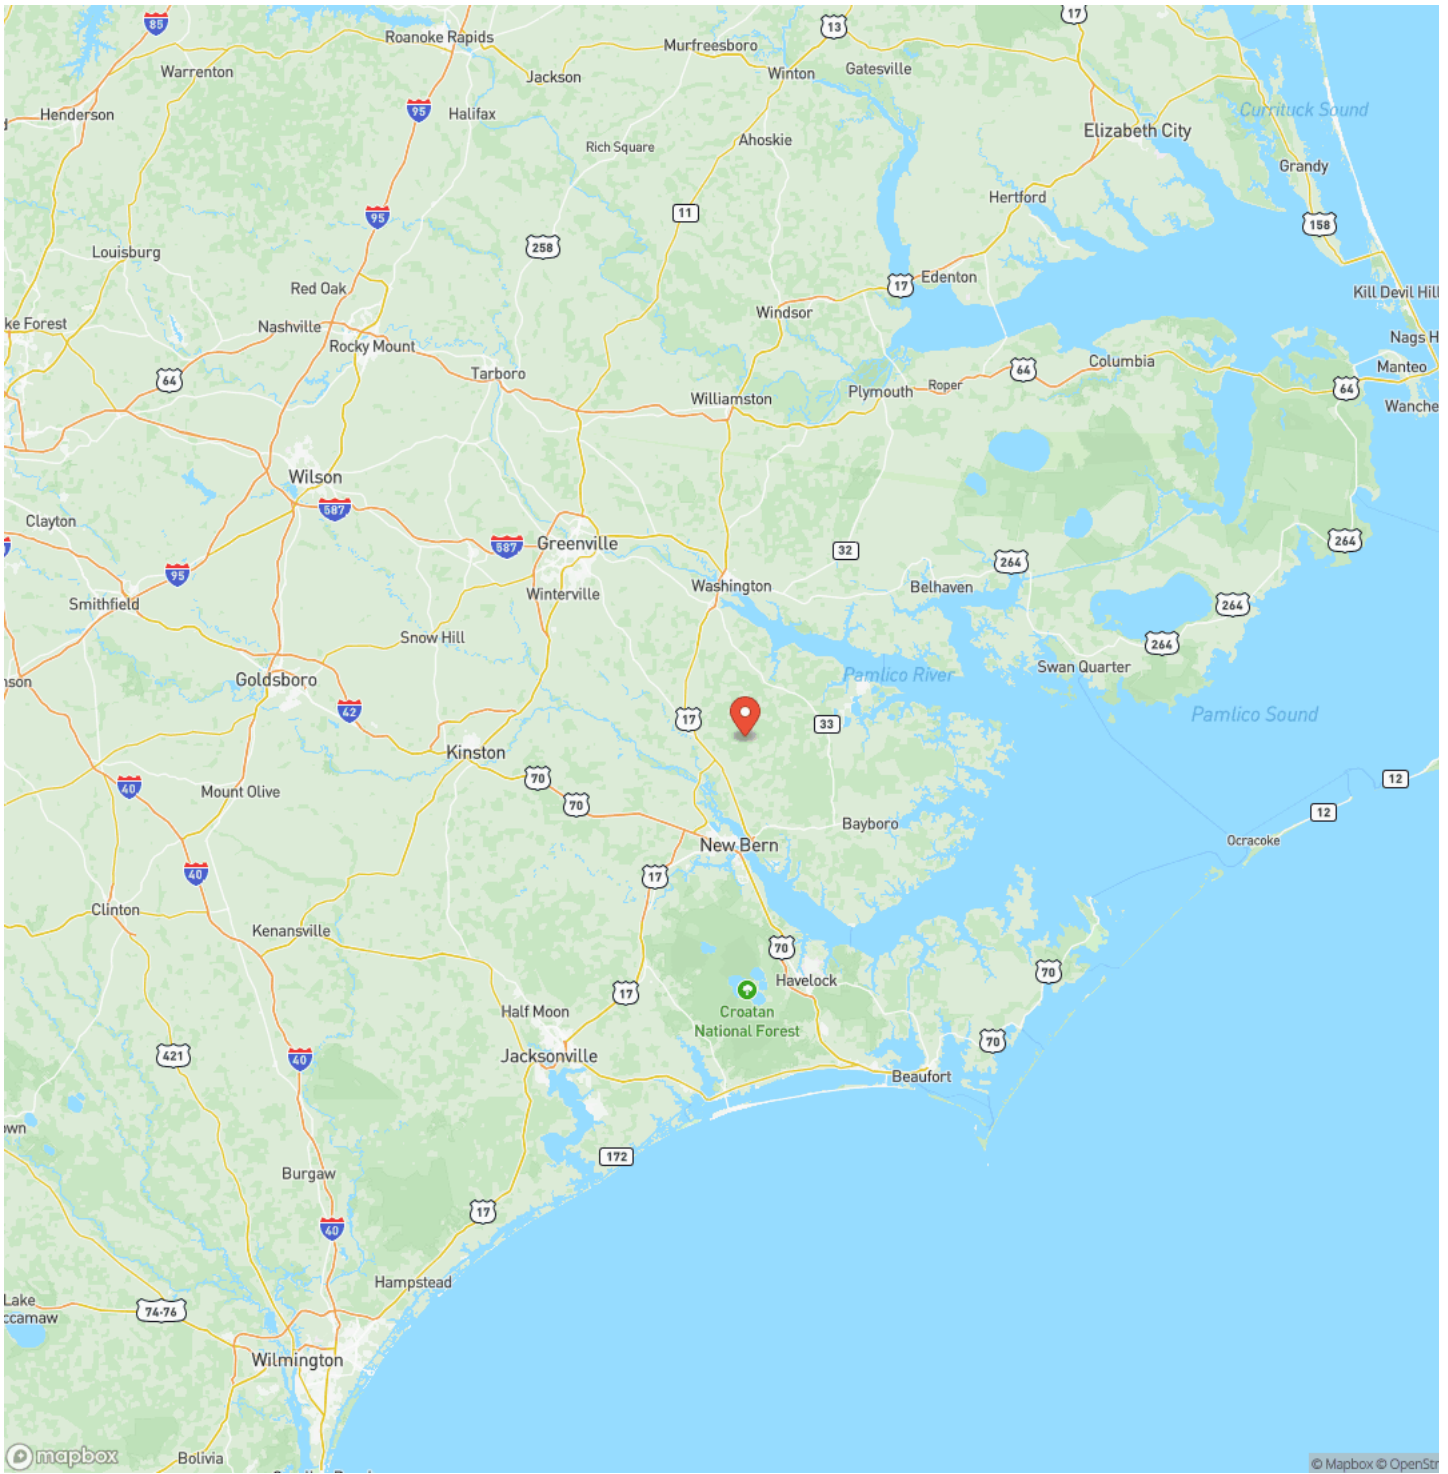 85
Roanoke Rapids
Murfreesboro
13
17
Warrenton
Jackson
Winton
Gatesville
Henderson
95
Halifax
Currituck Sound
Rich Square
Ahoskie
Elizabeth City
Grandy
Hertford
95
11
158
Louisburg
258
Edenton
17
Red Oak
Kill Devil Hill
Windsor
ke Forest
Nashville
Rocky Mount
Nags H
Columbia
Manteo
64
Tarboro
64
64
Roper
Plymouth
Williamston
Wanche
Wilson
587
Clayton
587
Greenville
32
264
264
95
Washington
Belhaven
Winterville
Smithfield
264
Snow Hill
264
Swan Quarter
nson
Goldsboro
Pamlico River
42
17
33
Pamlico Sound
Kinston
70
12
40
Mount Olive
70
12
Bayboro
New Bern
Ocracoke
40
17
Clinton
Kenansville
70
70
Havelock
17
Half Moon
Croatan
National Forest
421
40
Jacksonville
70
Beaufort
own
172
Burgaw
17
40
Hampstead
Lake
ccamaw
74-76
Wilmington
mapbox
Bolivia
© Mapbox © OpenStr